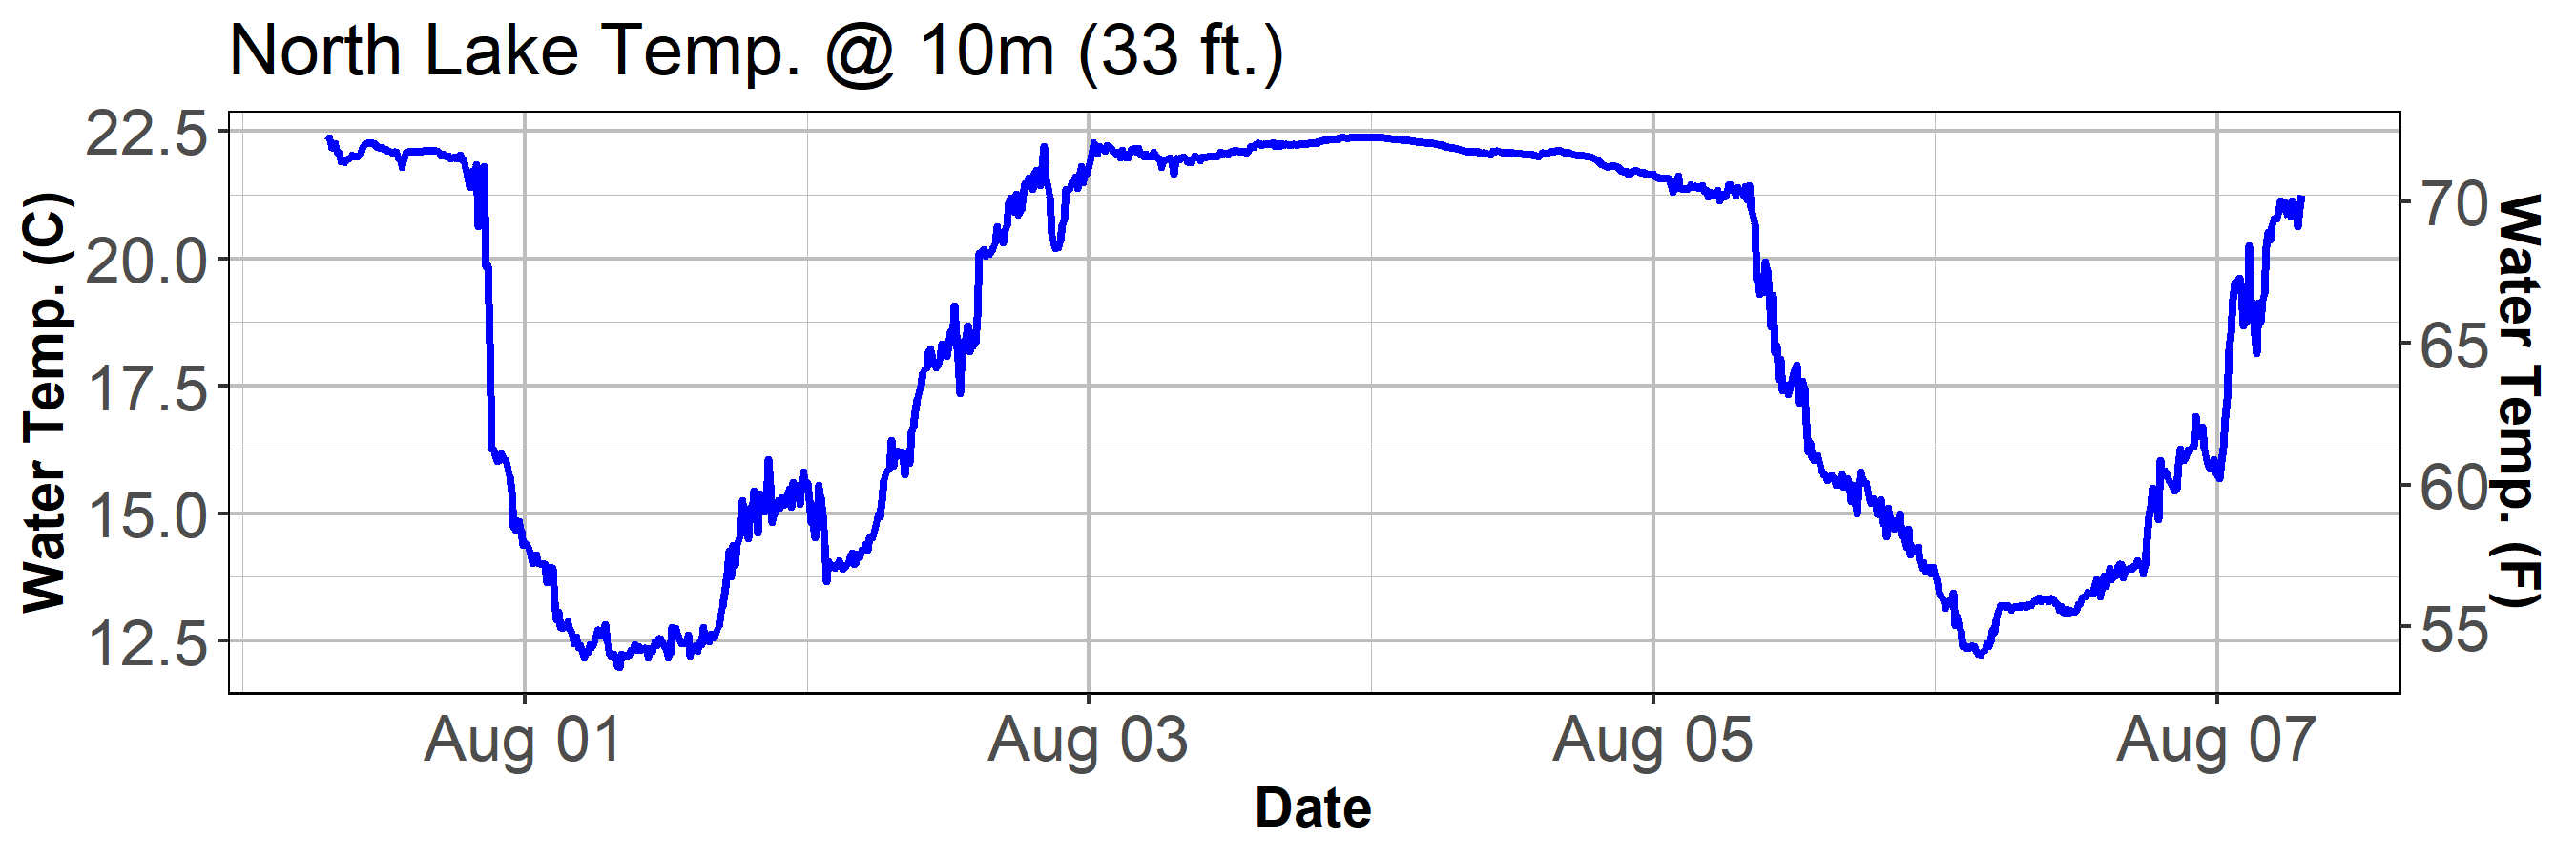 North Lake Temp. @ 10m (33 ft.)
Water Temp. (C)
22.5
20.0
17.5
15.0
12.5
70
65
60
55
Water Temp. (F)
Aug 01 Aug 03 Aug 05 Aug 07
Date